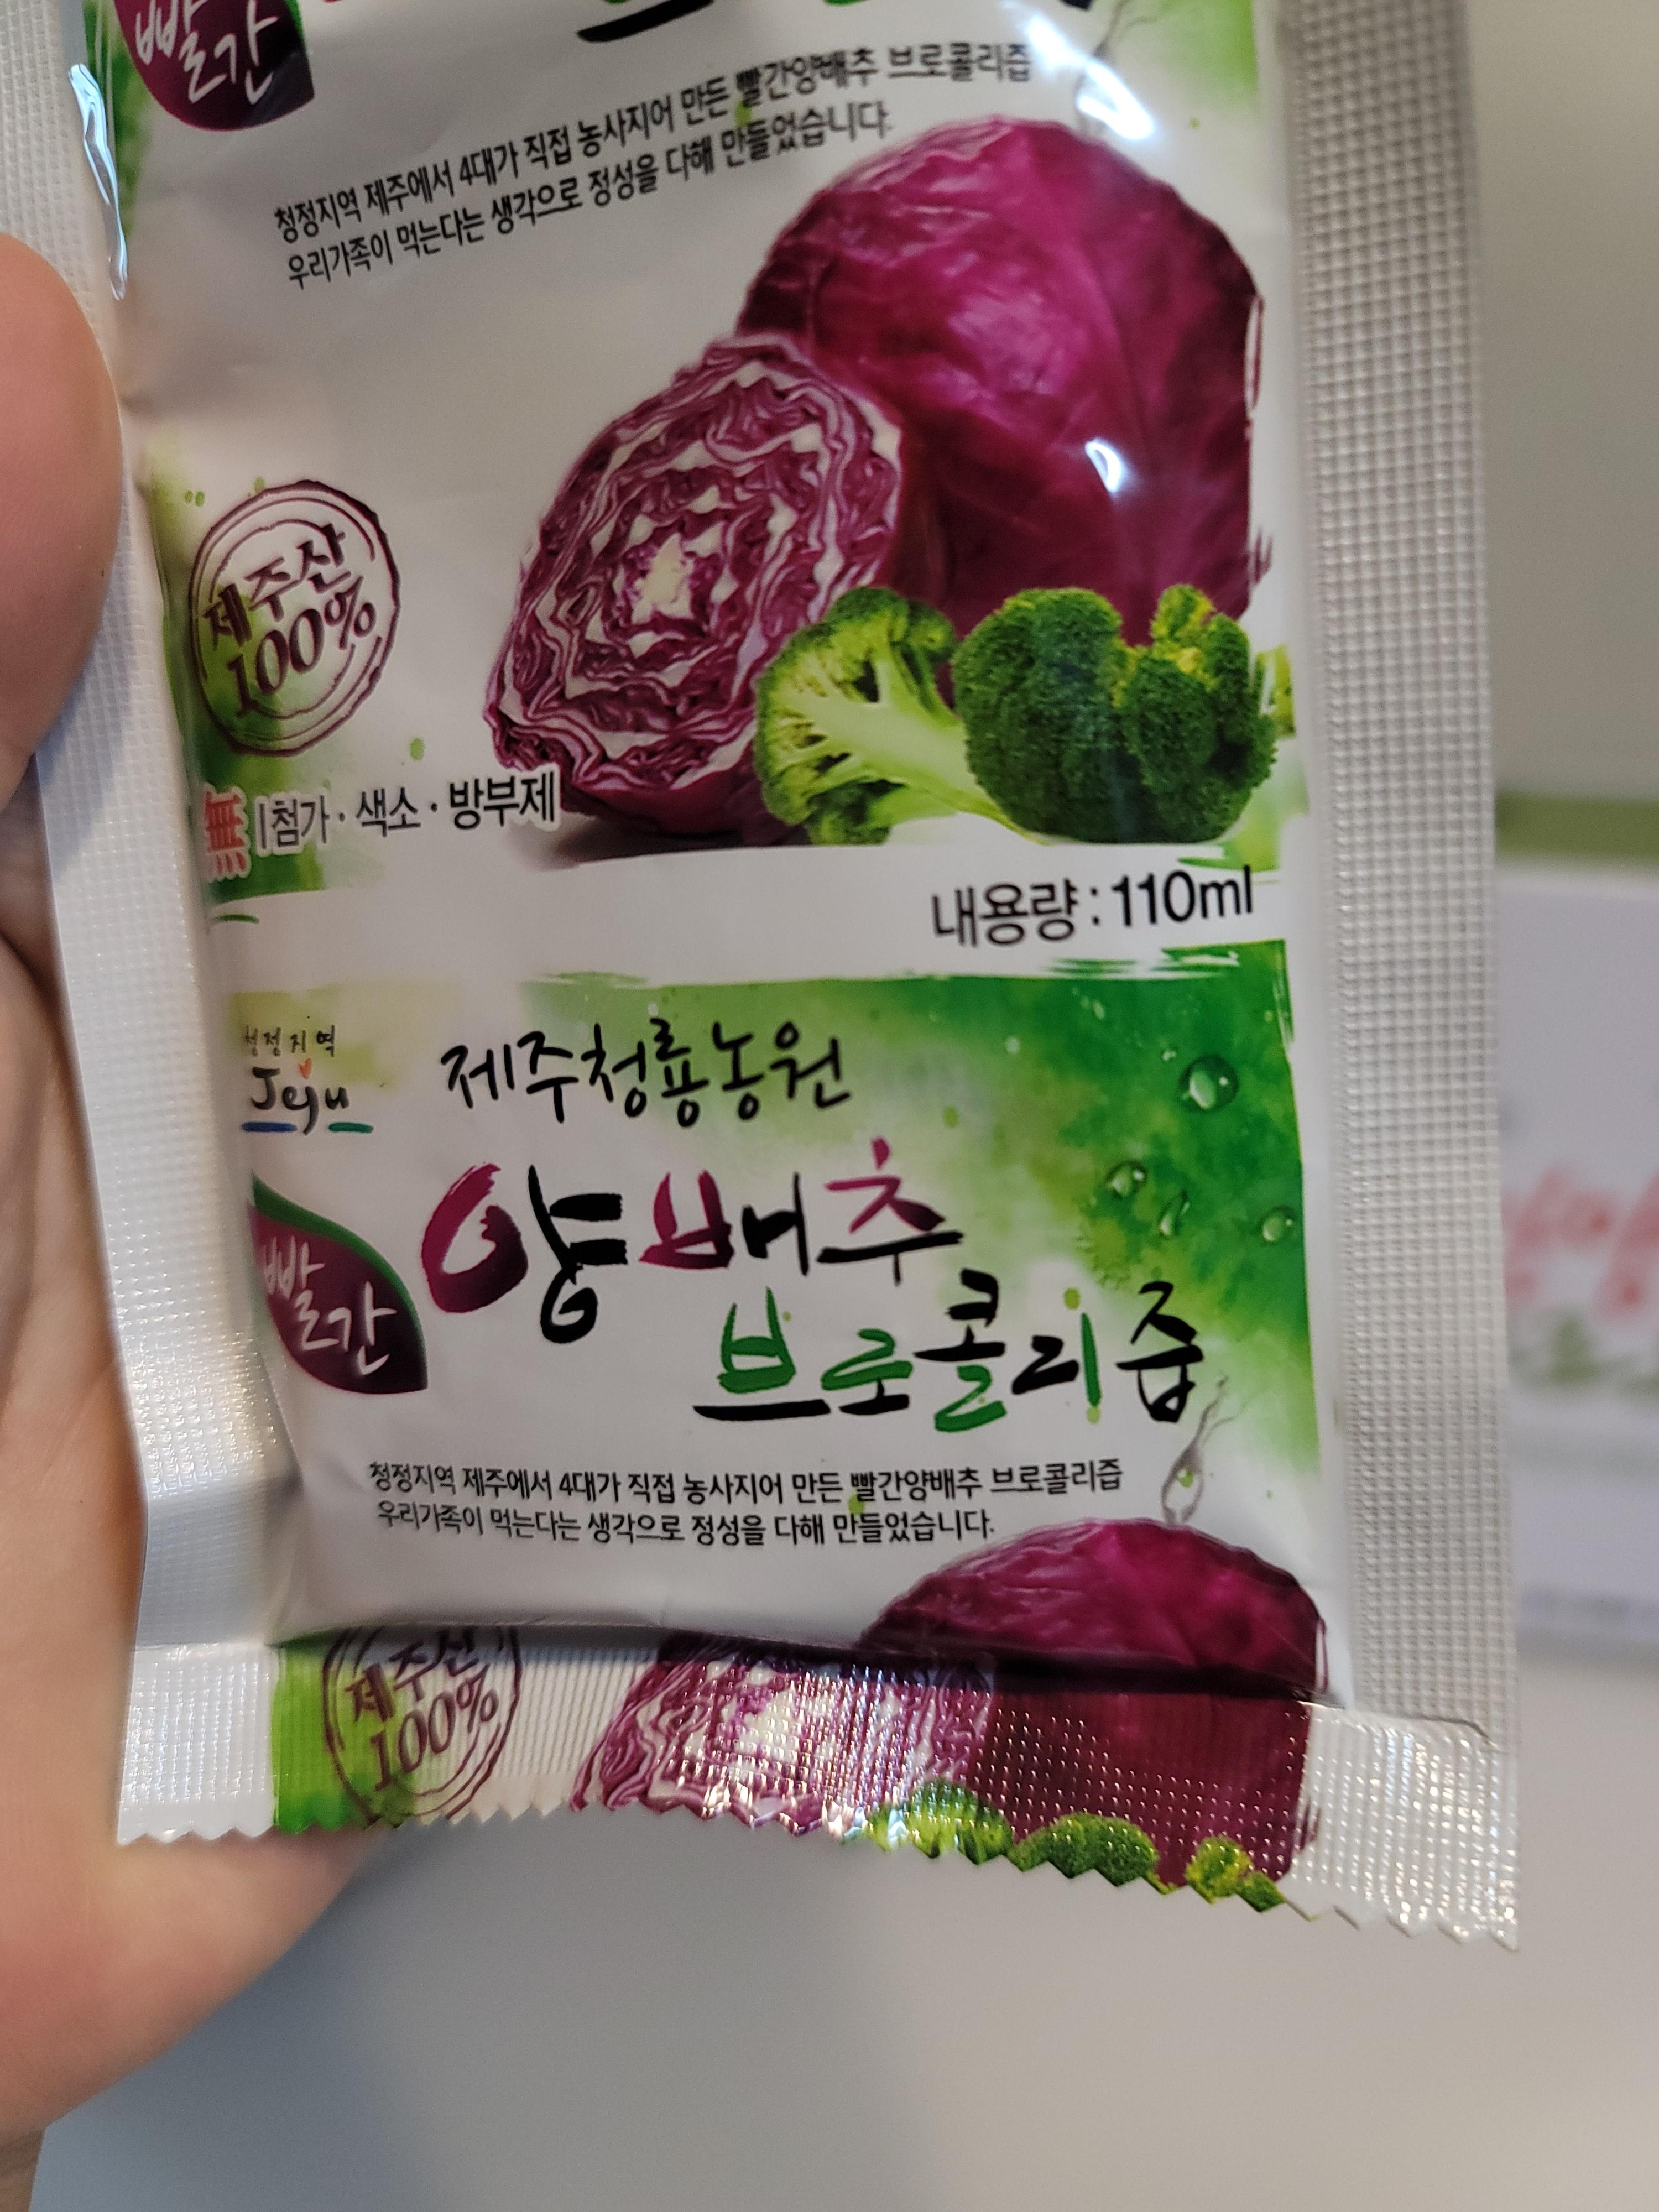 빨간
청정지역 제주에서 4대가 직접 농사지어 만든 빨간양배추 브로콜리즙
우리가족이 먹는다는 생각으로 정성을 다해 만들었습니다.
제주산
100%
無 | 첨가 · 색소 · 방부제
내용량 : 110ml
청정지역
Jeju
제주청룡농원
빨간
양배추
브로콜리즙
청정지역 제주에서 4대가 직접 농사지어 만든 빨간양배추 브로콜리즙
우리가족이 먹는다는 생각으로 정성을 다해 만들었습니다.
제주산
100%